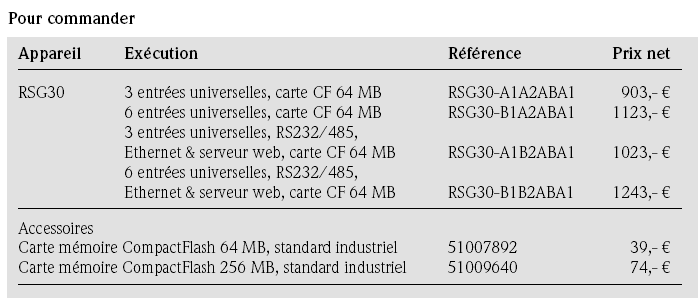 Pour commander
Appareil Exécution Référence Prix net
RSG30 3 entrées universelles, carte CF 64 MB RSG30-A1A2ABA1 903,- €
6 entrées universelles, carte CF 64 MB RSG30-B1A2ABA1 1123,- €
3 entrées universelles, RS232/485,
Ethernet & serveur web, carte CF 64 MB RSG30-A1B2ABA1 1023,- €
6 entrées universelles, RS232/485,
Ethernet & serveur web, carte CF 64 MB RSG30-B1B2ABA1 1243,- €
Accessoires
Carte mémoire CompactFlash 64 MB, standard industriel 51007892 39,- €
Carte mémoire CompactFlash 256 MB, standard industriel 51009640 74,- €